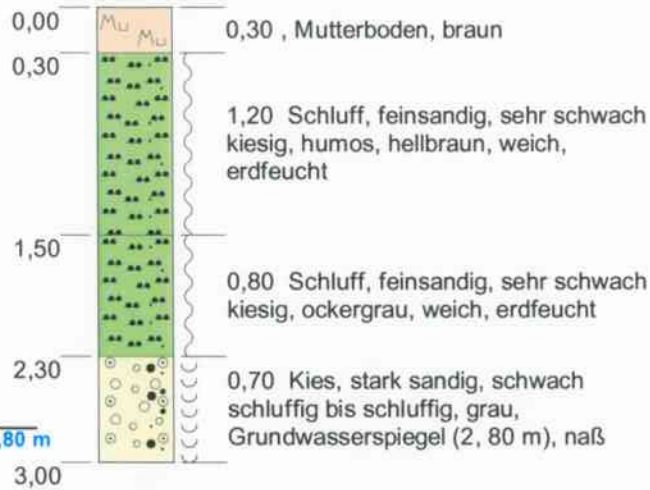 0,00
Mu
Mu
0,30 , Mutterboden, braun
0,30
1,20 Schluff, feinsandig, sehr schwach
kiesig, humos, hellbraun, weich,
erdfeucht
1,50
0,80 Schluff, feinsandig, sehr schwach
kiesig, ockergrau, weich, erdfeucht
2,30
0,70 Kies, stark sandig, schwach
schluffig bis schluffig, grau,
Grundwasserspiegel (2, 80 m), naß
,80 m
3,00